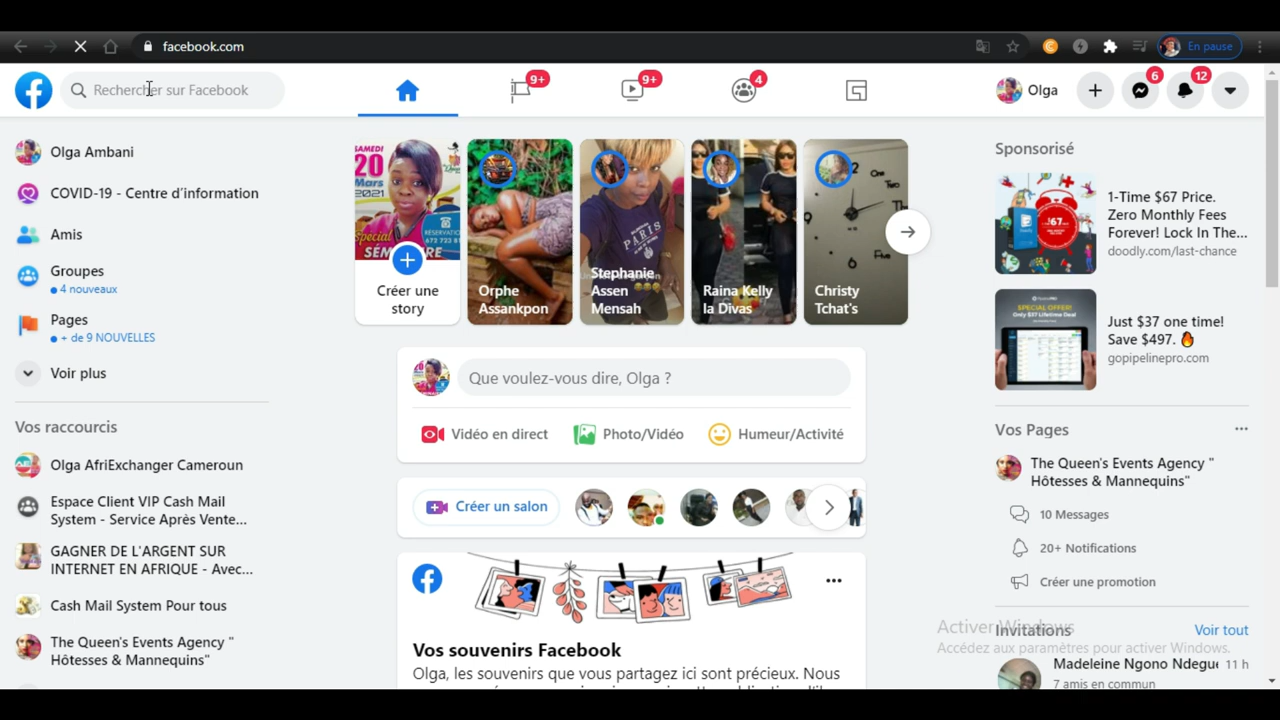 facebook.com
En pause
Rechercher sur Facebook
9+
9+
4
Olga
6
12
Olga Ambani
COVID-19 - Centre d'information
Amis
Groupes
4 nouveaux
Pages
+ de 9 NOUVELLES
Voir plus
Vos raccourcis
Olga AfriExchanger Cameroun
Espace Client VIP Cash Mail
System - Service Après Vente...
GAGNER DE L'ARGENT SUR
INTERNET EN AFRIQUE - Avec...
Cash Mail System Pour tous
The Queen's Events Agency "
Hôtesses & Mannequins"
SAMEDI
20
Mars
2021
Spécial
Créer une
story
Orphe
Assankpon
PARIS
Stephanie
Assen
Mensah
Raina Kelly
la Divas
One
Five
Christy
Tchat's
Que voulez-vous dire, Olga ?
Vidéo en direct
Photo/Vidéo
Humeur/Activité
Créer un salon
Vos souvenirs Facebook
Olga, les souvenirs que vous partagez ici sont précieux. Nous
Sponsorisé
1-Time $67 Price.
Zero Monthly Fees
Forever! Lock In The...
doodly.com/last-chance
SPECIAL OFFER!
Just $37 one time!
Save $497. 🔥
gopipelinepro.com
Vos Pages
The Queen's Events Agency "
Hôtesses & Mannequins"
10 Messages
20+ Notifications
Créer une promotion
Activer Windows
Accédez aux paramètres pour activer Windows.
Invitations
Voir tout
Madeleine Ngono Ndegue
11 h
7 amis en commun